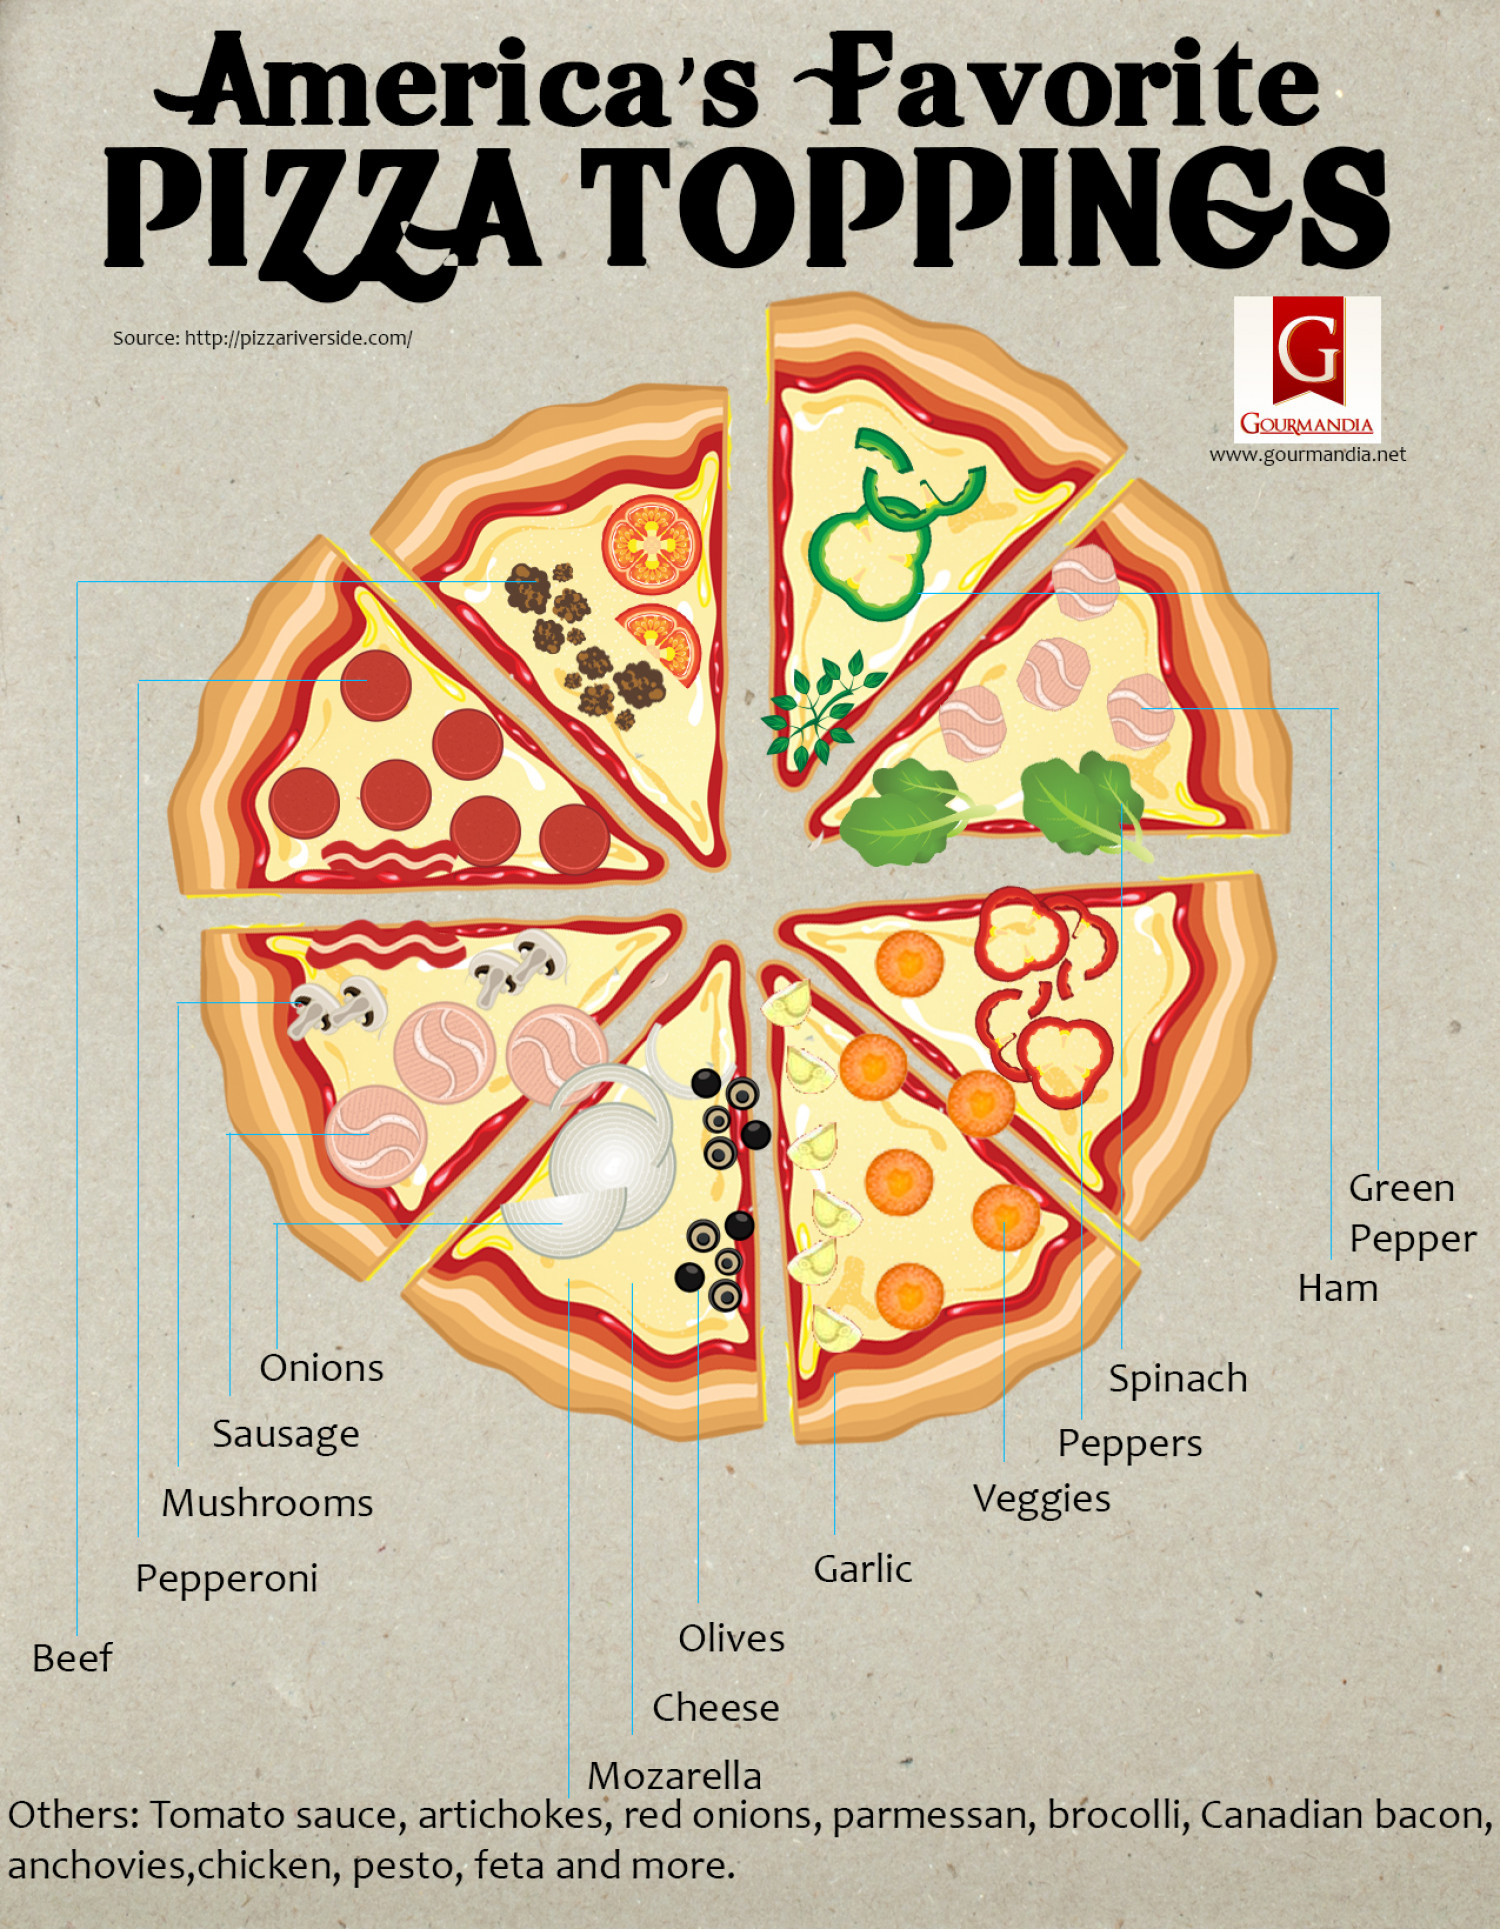 America's Favorite
PIZZA TOPPINGS
Source: http://pizzariverside.com/
G
GOURMANDIA
www.gourmandia.net
Green
Pepper
Ham
Onions
Spinach
Sausage
Peppers
Mushrooms
Veggies
Pepperoni
Garlic
Beef
Olives
Cheese
Mozarella
Others: Tomato sauce, artichokes, red onions, parmessan, brocolli, Canadian bacon,
anchovies,chicken, pesto, feta and more.